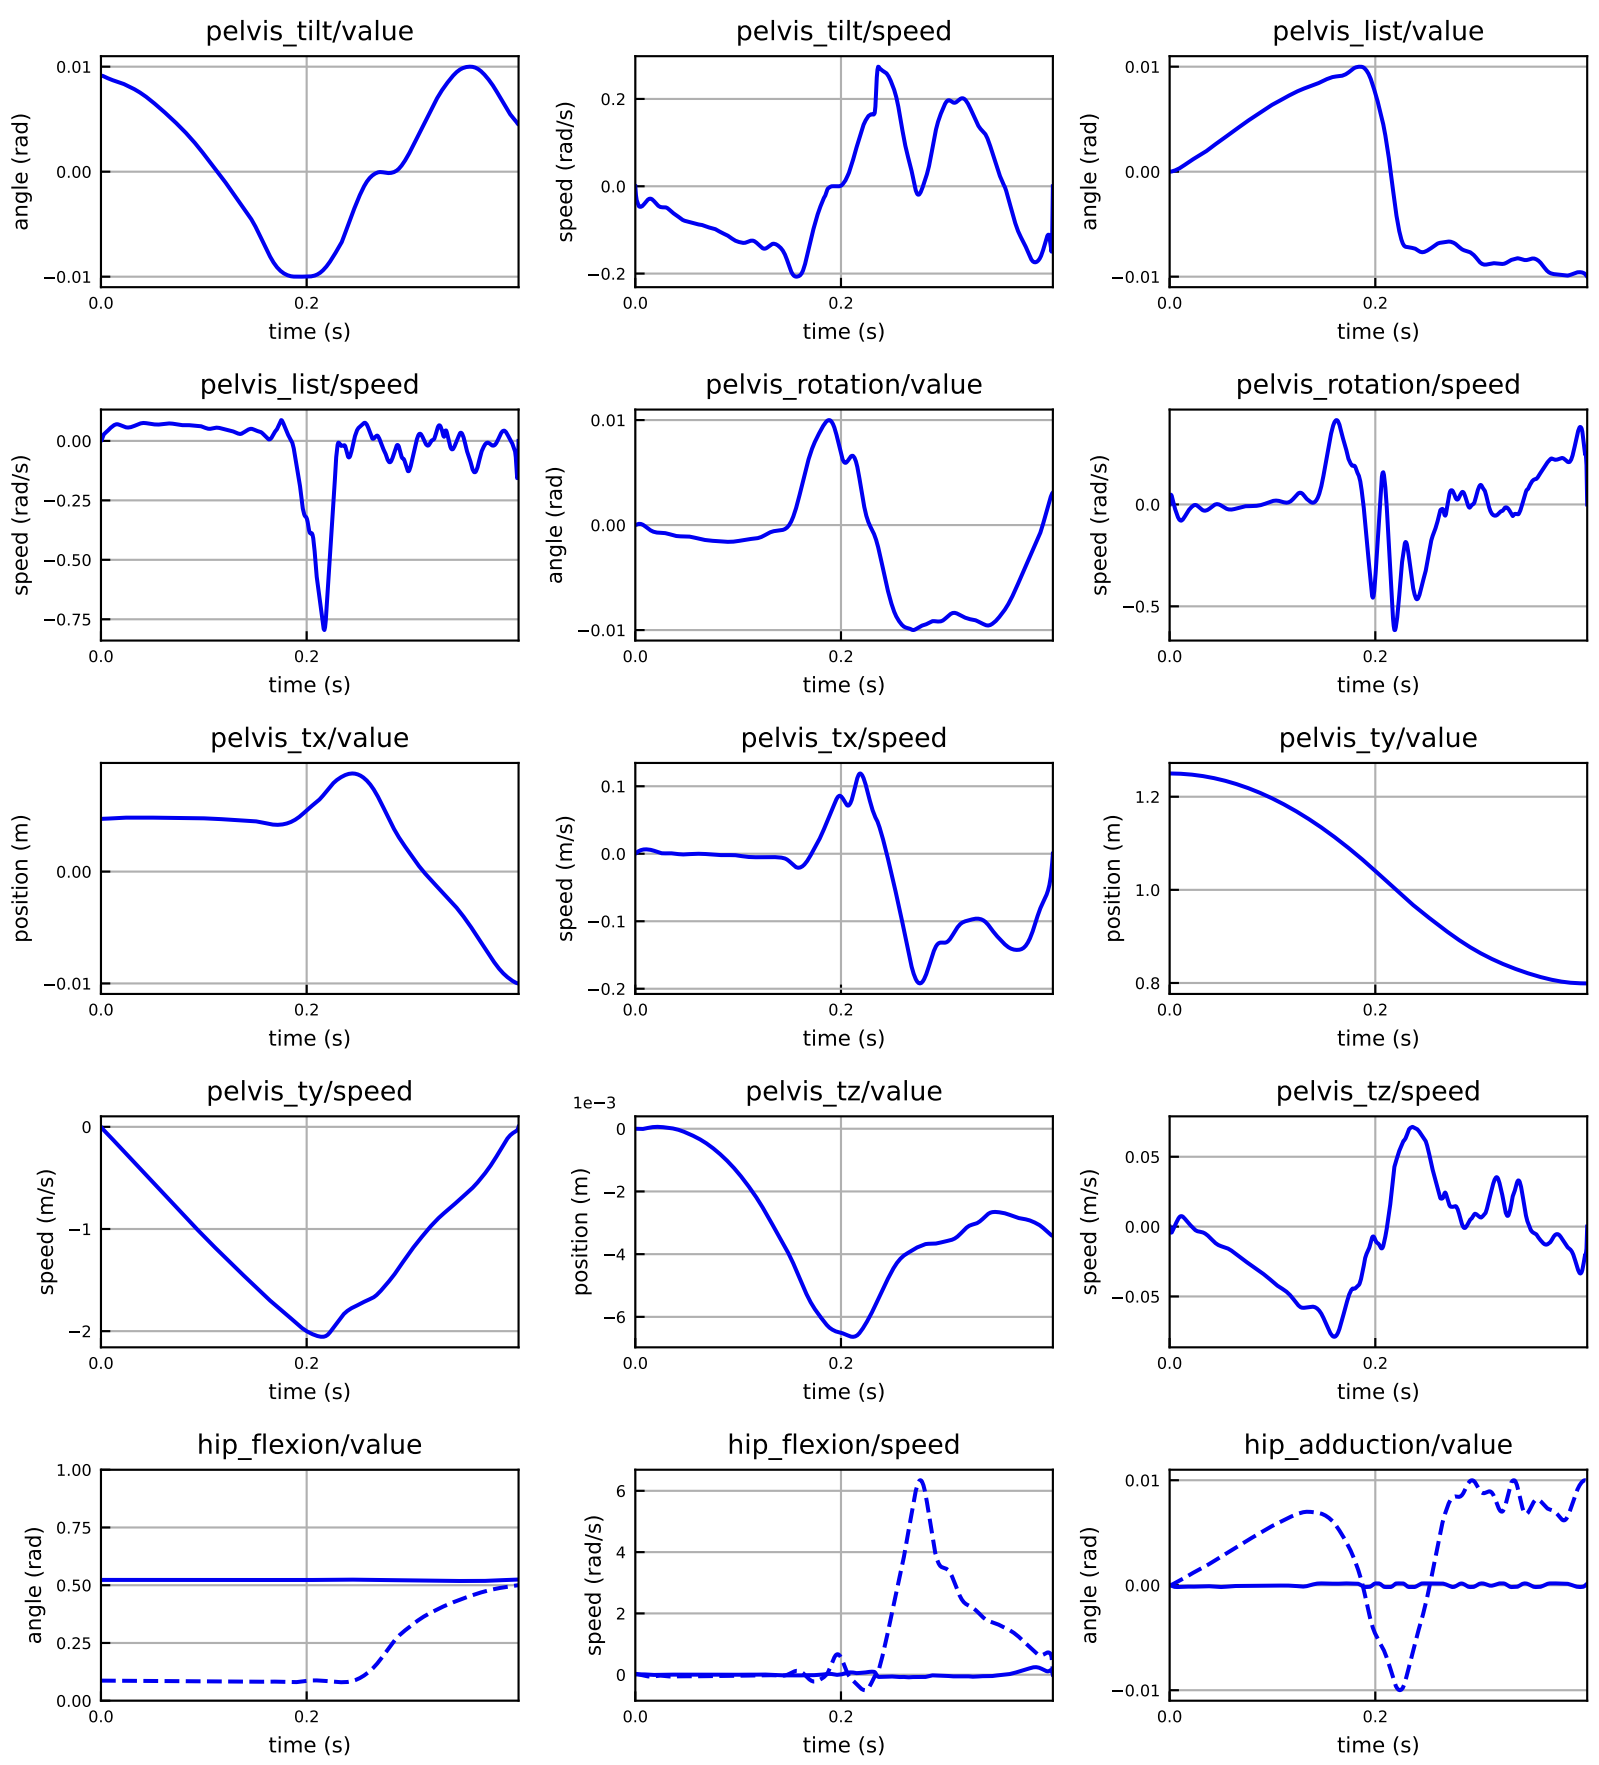 pelvis_tilt/value
angle (rad)
0.01
0.00
−0.01
0.0
0.2
time (s)
pelvis_tilt/speed
speed (rad/s)
0.2
0.0
−0.2
0.0
0.2
time (s)
pelvis_list/value
angle (rad)
0.01
0.00
−0.01
0.0
0.2
time (s)
pelvis_list/speed
speed (rad/s)
0.00
−0.25
−0.50
−0.75
0.0
0.2
time (s)
pelvis_rotation/value
angle (rad)
0.01
0.00
−0.01
0.0
0.2
time (s)
pelvis_rotation/speed
speed (rad/s)
0.0
−0.5
0.0
0.2
time (s)
pelvis_tx/value
position (m)
0.00
−0.01
0.0
0.2
time (s)
pelvis_tx/speed
speed (m/s)
0.1
0.0
−0.1
−0.2
0.0
0.2
time (s)
pelvis_ty/value
position (m)
1.2
1.0
0.8
0.0
0.2
time (s)
pelvis_ty/speed
speed (m/s)
0
−1
−2
0.0
0.2
time (s)
pelvis_tz/value
1e−3
position (m)
0
−2
−4
−6
0.0
0.2
time (s)
pelvis_tz/speed
speed (m/s)
0.05
0.00
−0.05
0.0
0.2
time (s)
hip_flexion/value
angle (rad)
1.00
0.75
0.50
0.25
0.00
0.0
0.2
time (s)
hip_flexion/speed
speed (rad/s)
6
4
2
0
0.0
0.2
time (s)
hip_adduction/value
angle (rad)
0.01
0.00
−0.01
0.0
0.2
time (s)